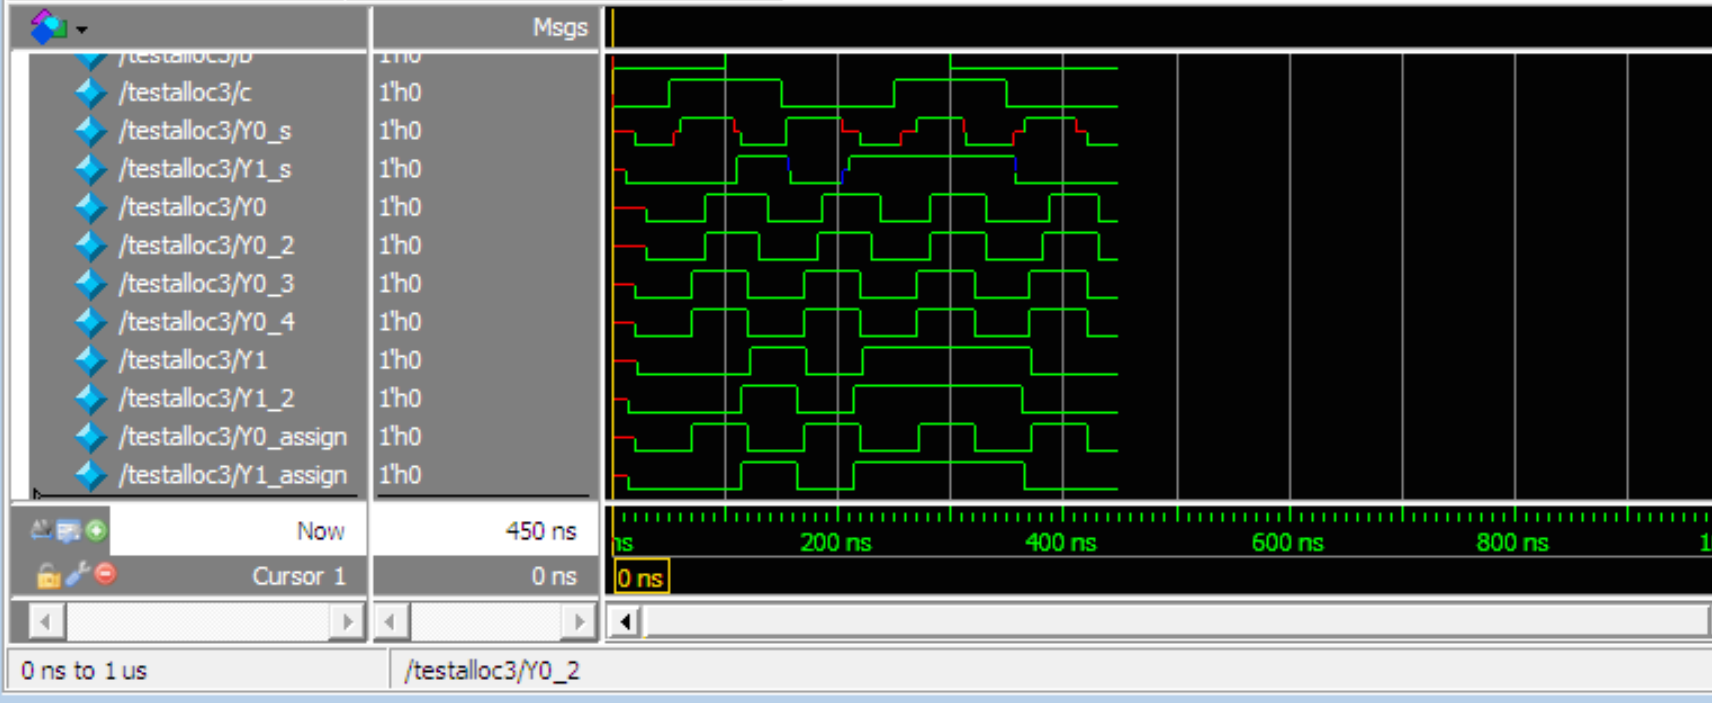 Msgs
/testalloc3/b 1'h0
/testalloc3/c 1'h0
/testalloc3/Y0_s 1'h0
/testalloc3/Y1_s 1'h0
/testalloc3/Y0 1'h0
/testalloc3/Y0_2 1'h0
/testalloc3/Y0_3 1'h0
/testalloc3/Y0_4 1'h0
/testalloc3/Y1 1'h0
/testalloc3/Y1_2 1'h0
/testalloc3/Y0_assign 1'h0
/testalloc3/Y1_assign 1'h0
Now 450 ns ns 200 ns 400 ns 600 ns 800 ns 1
Cursor 1 0 ns 0 ns
0 ns to 1 us /testalloc3/Y0_2